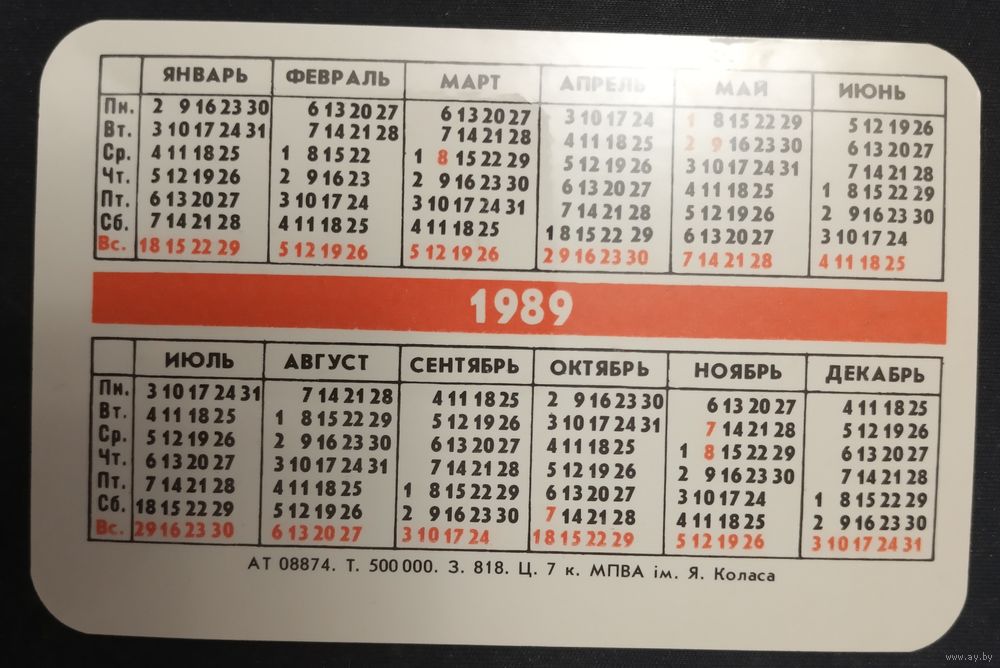 ЯНВАРЬ ФЕВРАЛЬ МАРТ АПРЕЛЬ МАЙ ИЮНЬ
Пн. 2 9 16 23 30 6 13 20 27 6 13 20 27 3 10 17 24 1 8 15 22 29 5 12 19 26
Вт. 3 10 17 24 31 7 14 21 28 7 14 21 28 4 11 18 25 2 9 16 23 30 6 13 20 27
Ср. 4 11 18 25 1 8 15 22 1 8 15 22 29 5 12 19 26 3 10 17 24 31 7 14 21 28
Чт. 5 12 19 26 2 9 16 23 2 9 16 23 30 6 13 20 27 4 11 18 25 1 8 15 22 29
Пт. 6 13 20 27 3 10 17 24 3 10 17 24 31 7 14 21 28 5 12 19 26 2 9 16 23 30
Сб. 7 14 21 28 4 11 18 25 4 11 18 25 1 8 15 22 29 6 13 20 27 3 10 17 24
Вс. 1 8 15 22 29 5 12 19 26 5 12 19 26 2 9 16 23 30 7 14 21 28 4 11 18 25
1989
ИЮЛЬ АВГУСТ СЕНТЯБРЬ ОКТЯБРЬ НОЯБРЬ ДЕКАБРЬ
Пн. 3 10 17 24 31 7 14 21 28 4 11 18 25 2 9 16 23 30 6 13 20 27 4 11 18 25
Вт. 4 11 18 25 1 8 15 22 29 5 12 19 26 3 10 17 24 31 7 14 21 28 5 12 19 26
Ср. 5 12 19 26 2 9 16 23 30 6 13 20 27 4 11 18 25 1 8 15 22 29 6 13 20 27
Чт. 6 13 20 27 3 10 17 24 31 7 14 21 28 5 12 19 26 2 9 16 23 30 7 14 21 28
Пт. 7 14 21 28 4 11 18 25 1 8 15 22 29 6 13 20 27 3 10 17 24 1 8 15 22 29
Сб. 1 8 15 22 29 5 12 19 26 2 9 16 23 30 7 14 21 28 4 11 18 25 2 9 16 23 30
Вс. 2 9 16 23 30 6 13 20 27 3 10 17 24 1 8 15 22 29 5 12 19 26 3 10 17 24 31
АТ 08874. Т. 500 000. З. 818. Ц. 7 к. МПВА ім. Я. Коласа
www.ay.by